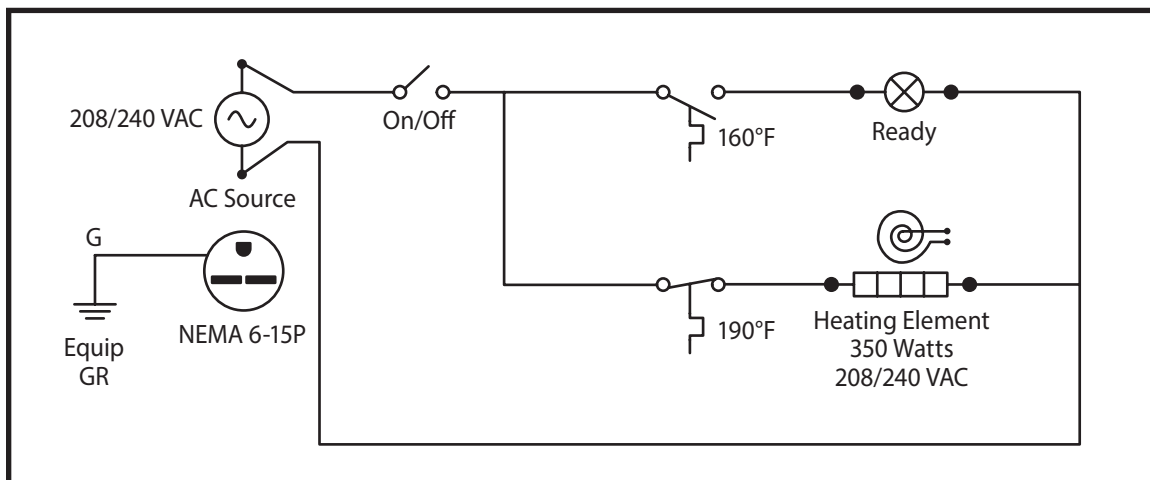 208/240 VAC
On/Off
160°F
Ready
AC Source
G
NEMA 6-15P
Equip
GR
190°F
Heating Element
350 Watts
208/240 VAC